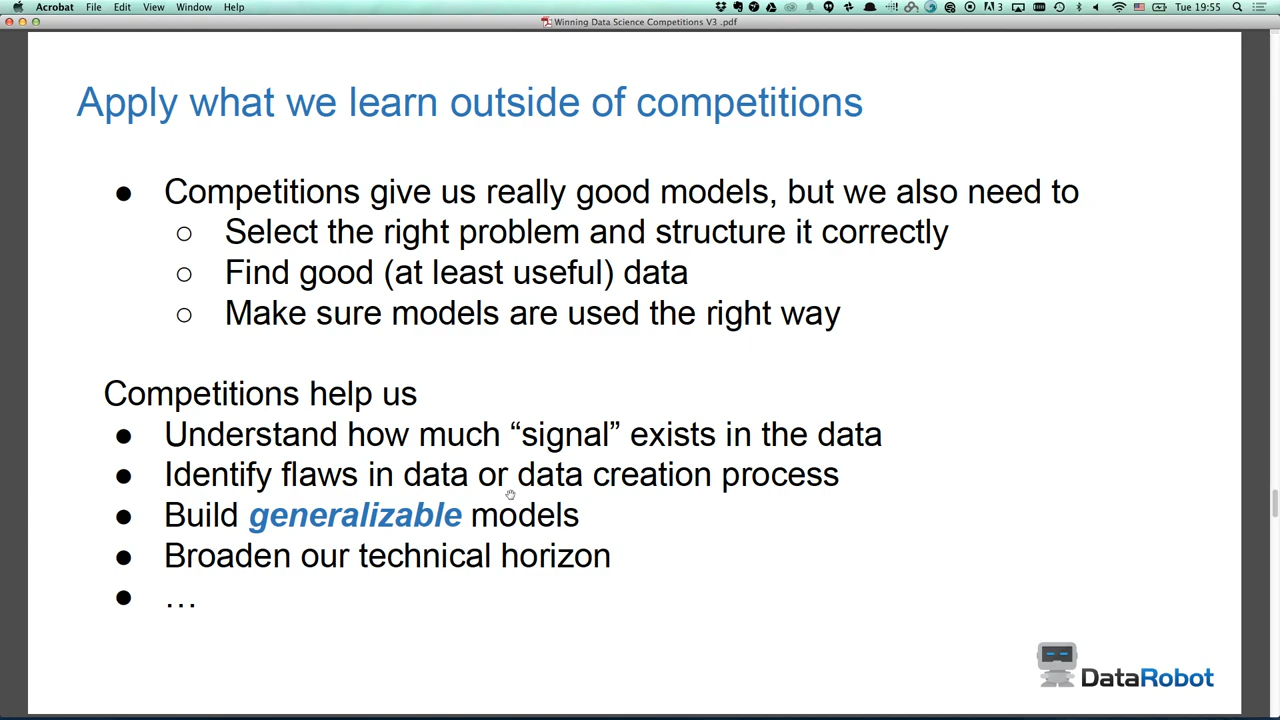 Acrobat File Edit View Window Help
3 Tue 19:55
Winning Data Science Competitions V3 .pdf
Apply what we learn outside of competitions
● Competitions give us really good models, but we also need to
○ Select the right problem and structure it correctly
○ Find good (at least useful) data
○ Make sure models are used the right way
Competitions help us
● Understand how much “signal” exists in the data
● Identify flaws in data or data creation process
● Build generalizable models
● Broaden our technical horizon
● …
DataRobot